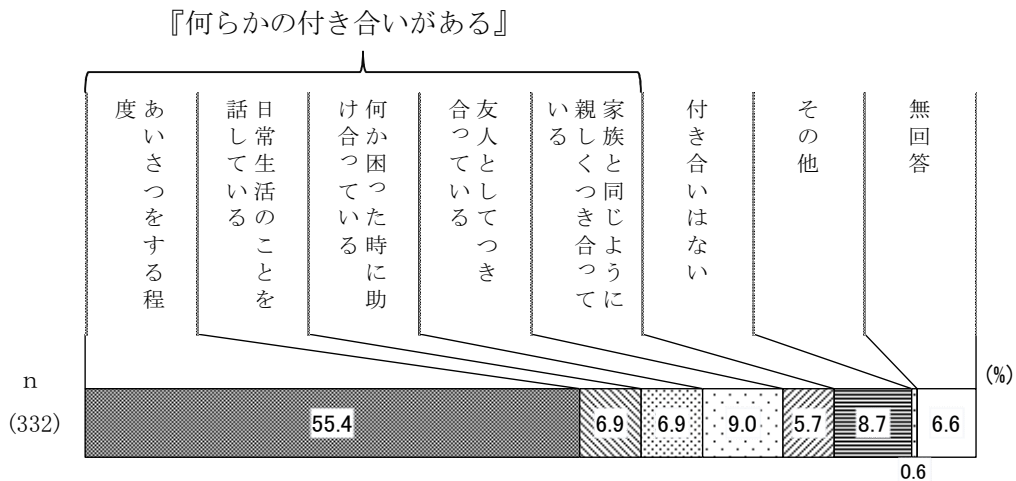 『何らかの付き合いがある』
あいさつをする程
度
日常生活のことを
話している
何か困った時に助
け合っている
友人としてつき
合っている
家族と同じように
親しくつき合って
いる
付き合いはない
その他
無回答
(%)
n
(332)
55.4
6.9
6.9
9.0
5.7
8.7
0.6
6.6